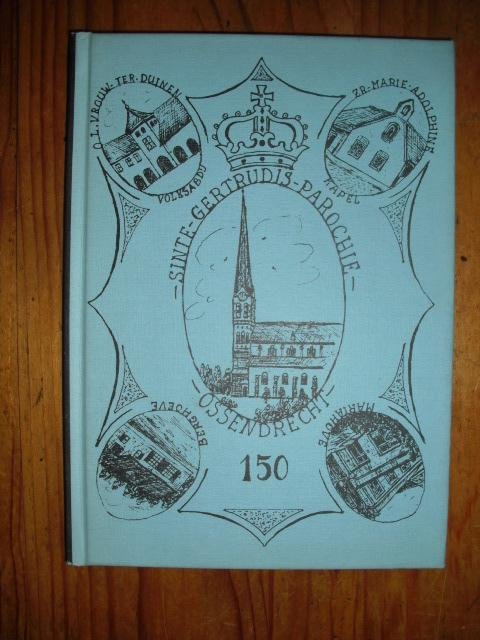 O.L.VROUW-TER-DUINEN
VOLKSABDIJ
ZR-MARIE-ADOLPHINE
KAPEL
-SINTE-GERTRUDIS-PAROCHIE-
-OSSENDRECHT-
BERGHOEVE
MARIAHOEVE
150